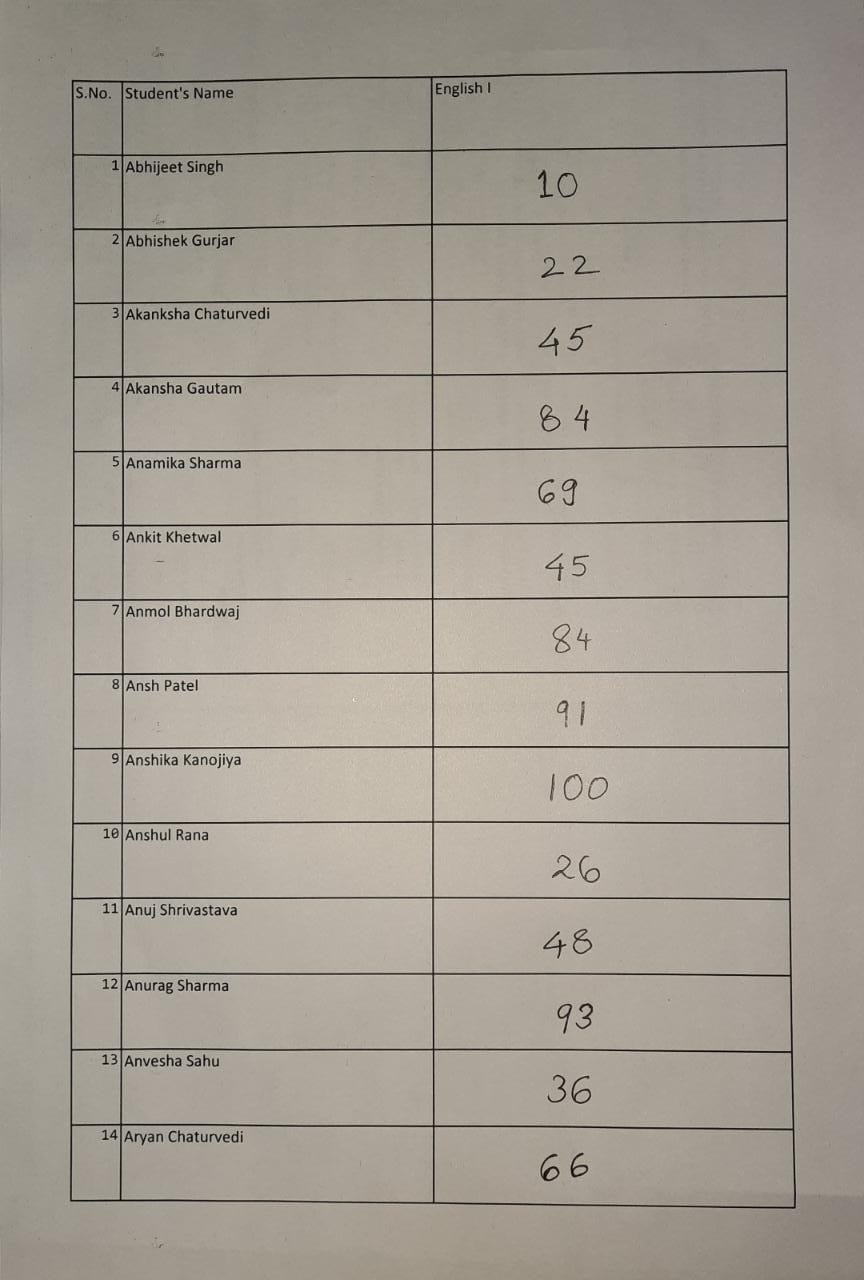 S.No. Student's Name English I
1 Abhijeet Singh 10
2 Abhishek Gurjar 22
3 Akanksha Chaturvedi 45
4 Akansha Gautam 84
5 Anamika Sharma 69
6 Ankit Khetwal 45
7 Anmol Bhardwaj 84
8 Ansh Patel 91
9 Anshika Kanojiya 100
10 Anshul Rana 26
11 Anuj Shrivastava 48
12 Anurag Sharma 93
13 Anvesha Sahu 36
14 Aryan Chaturvedi 66